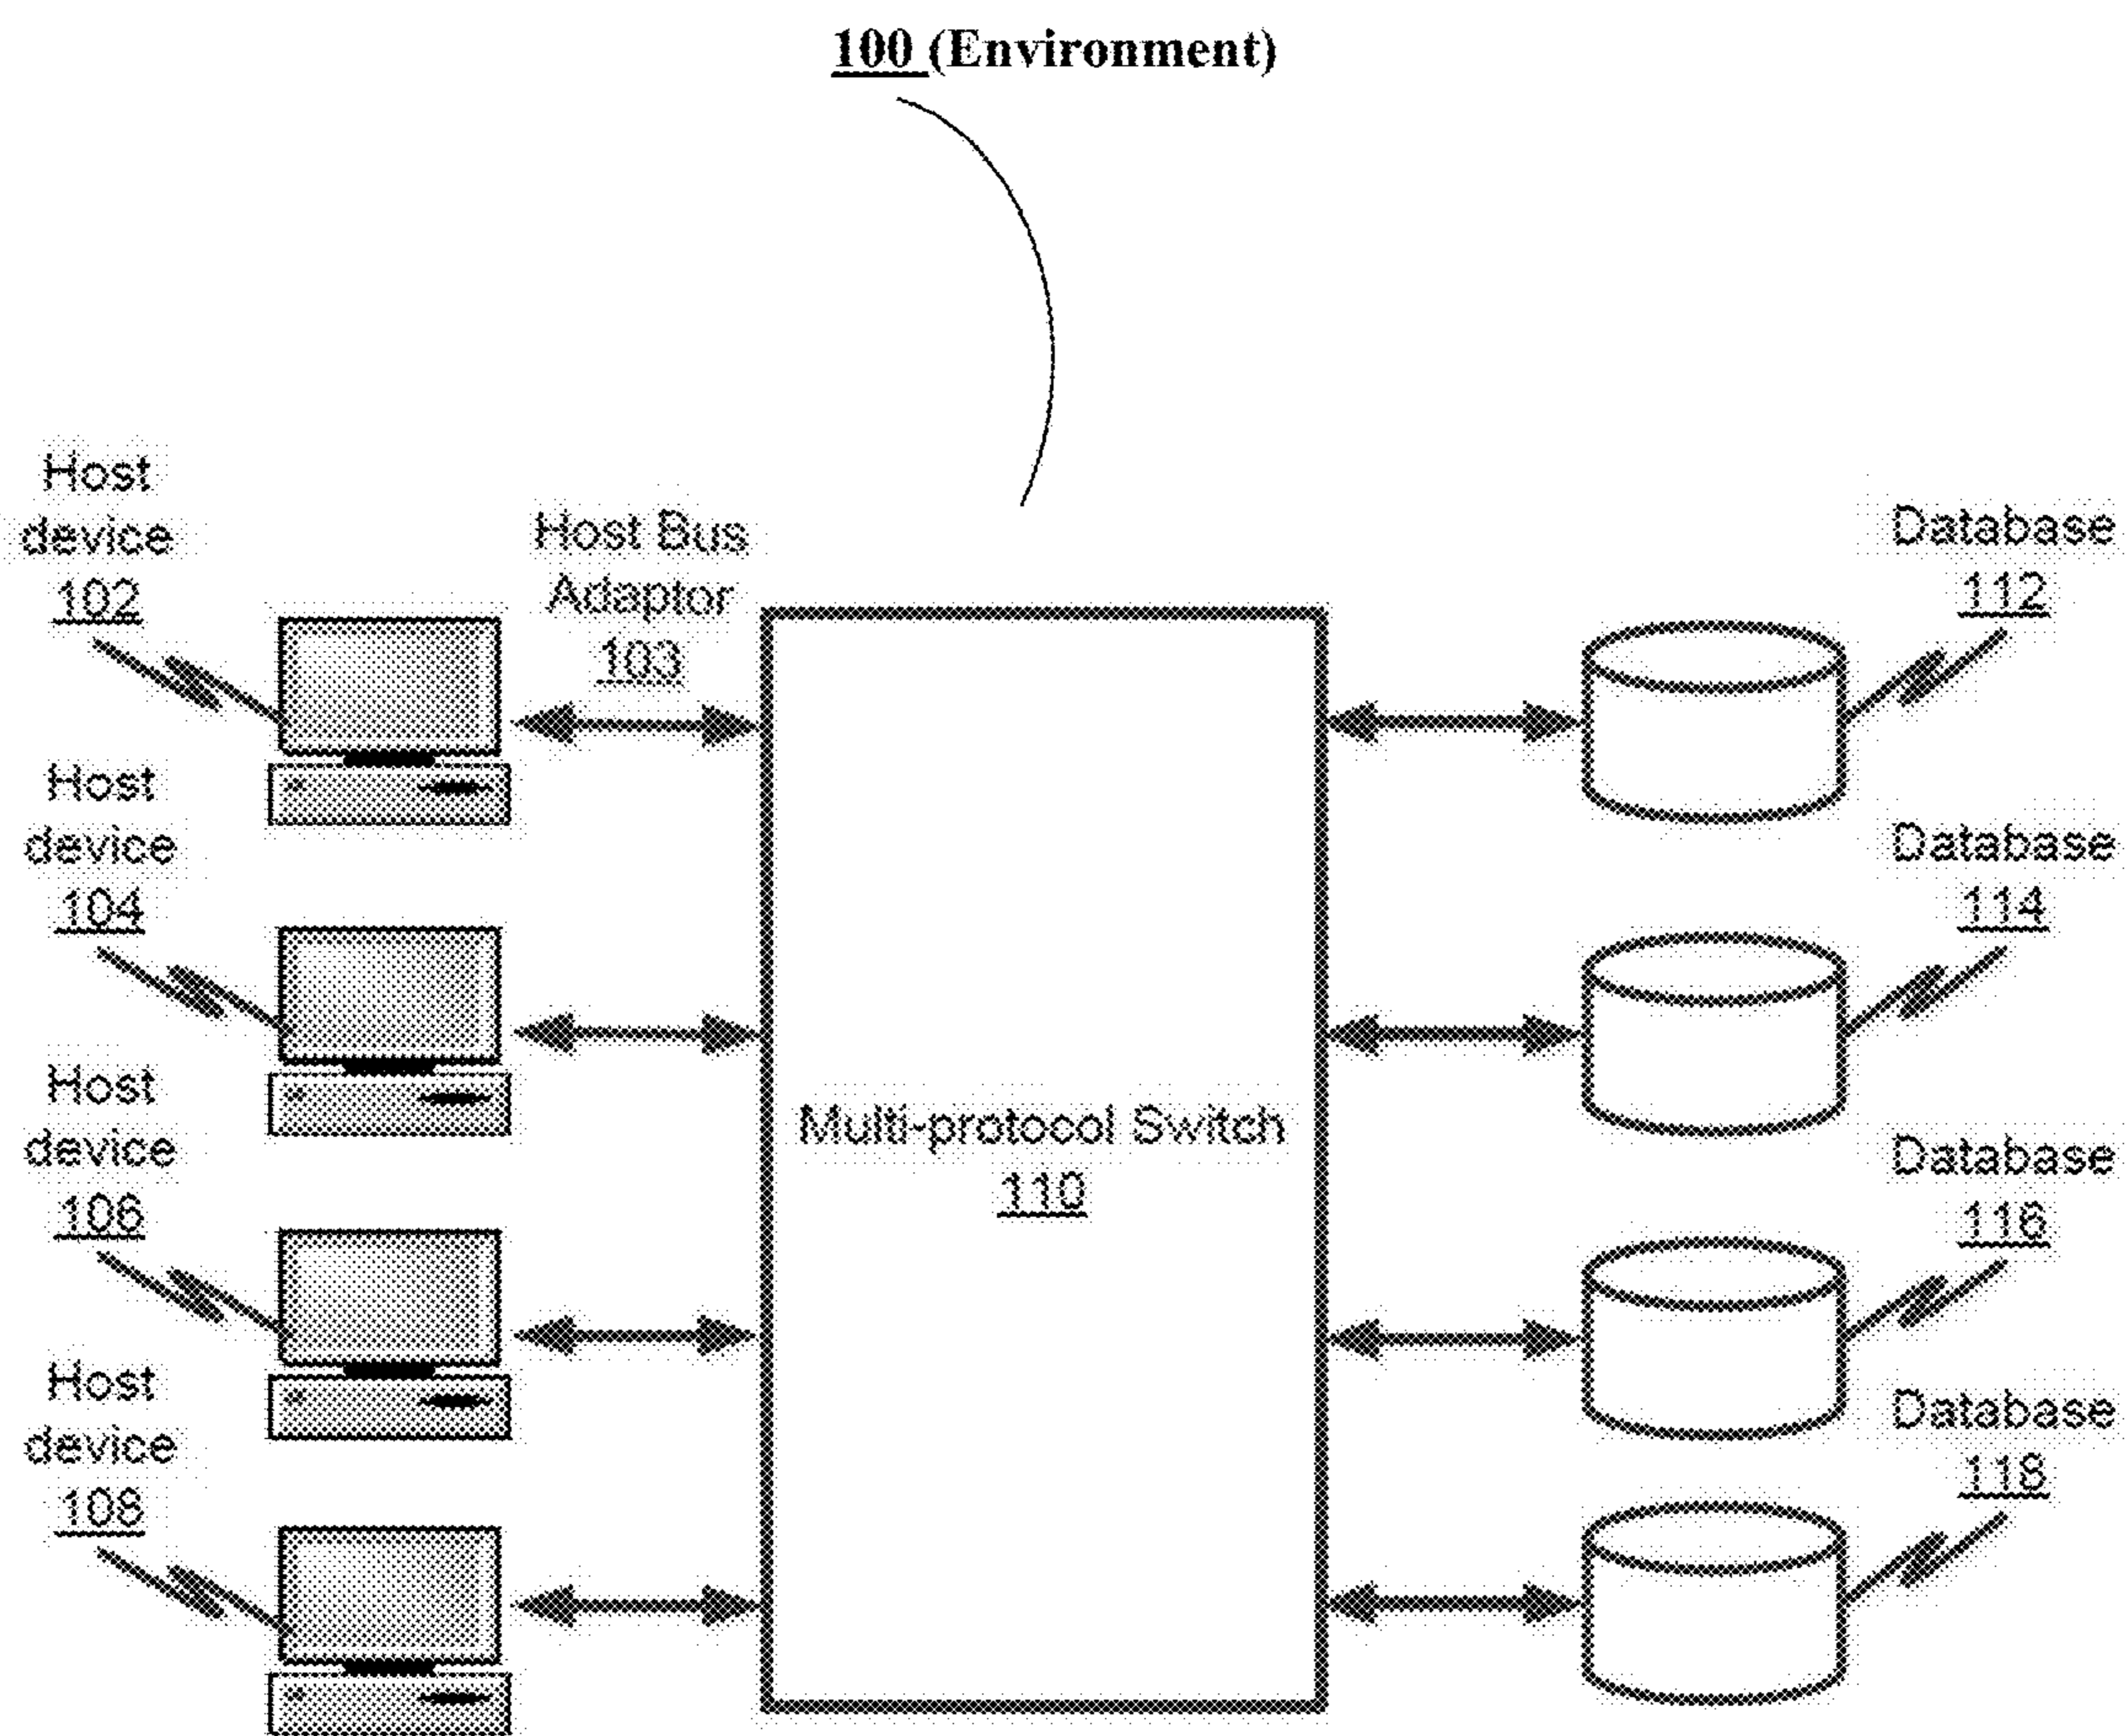 100 (Environment)
Host
device
102
Host Bus
Adaptor
103
Database
112
Host
device
104
Database
114
Host
device
106
Multi-protocol Switch
110
Database
116
Host
device
108
Database
118